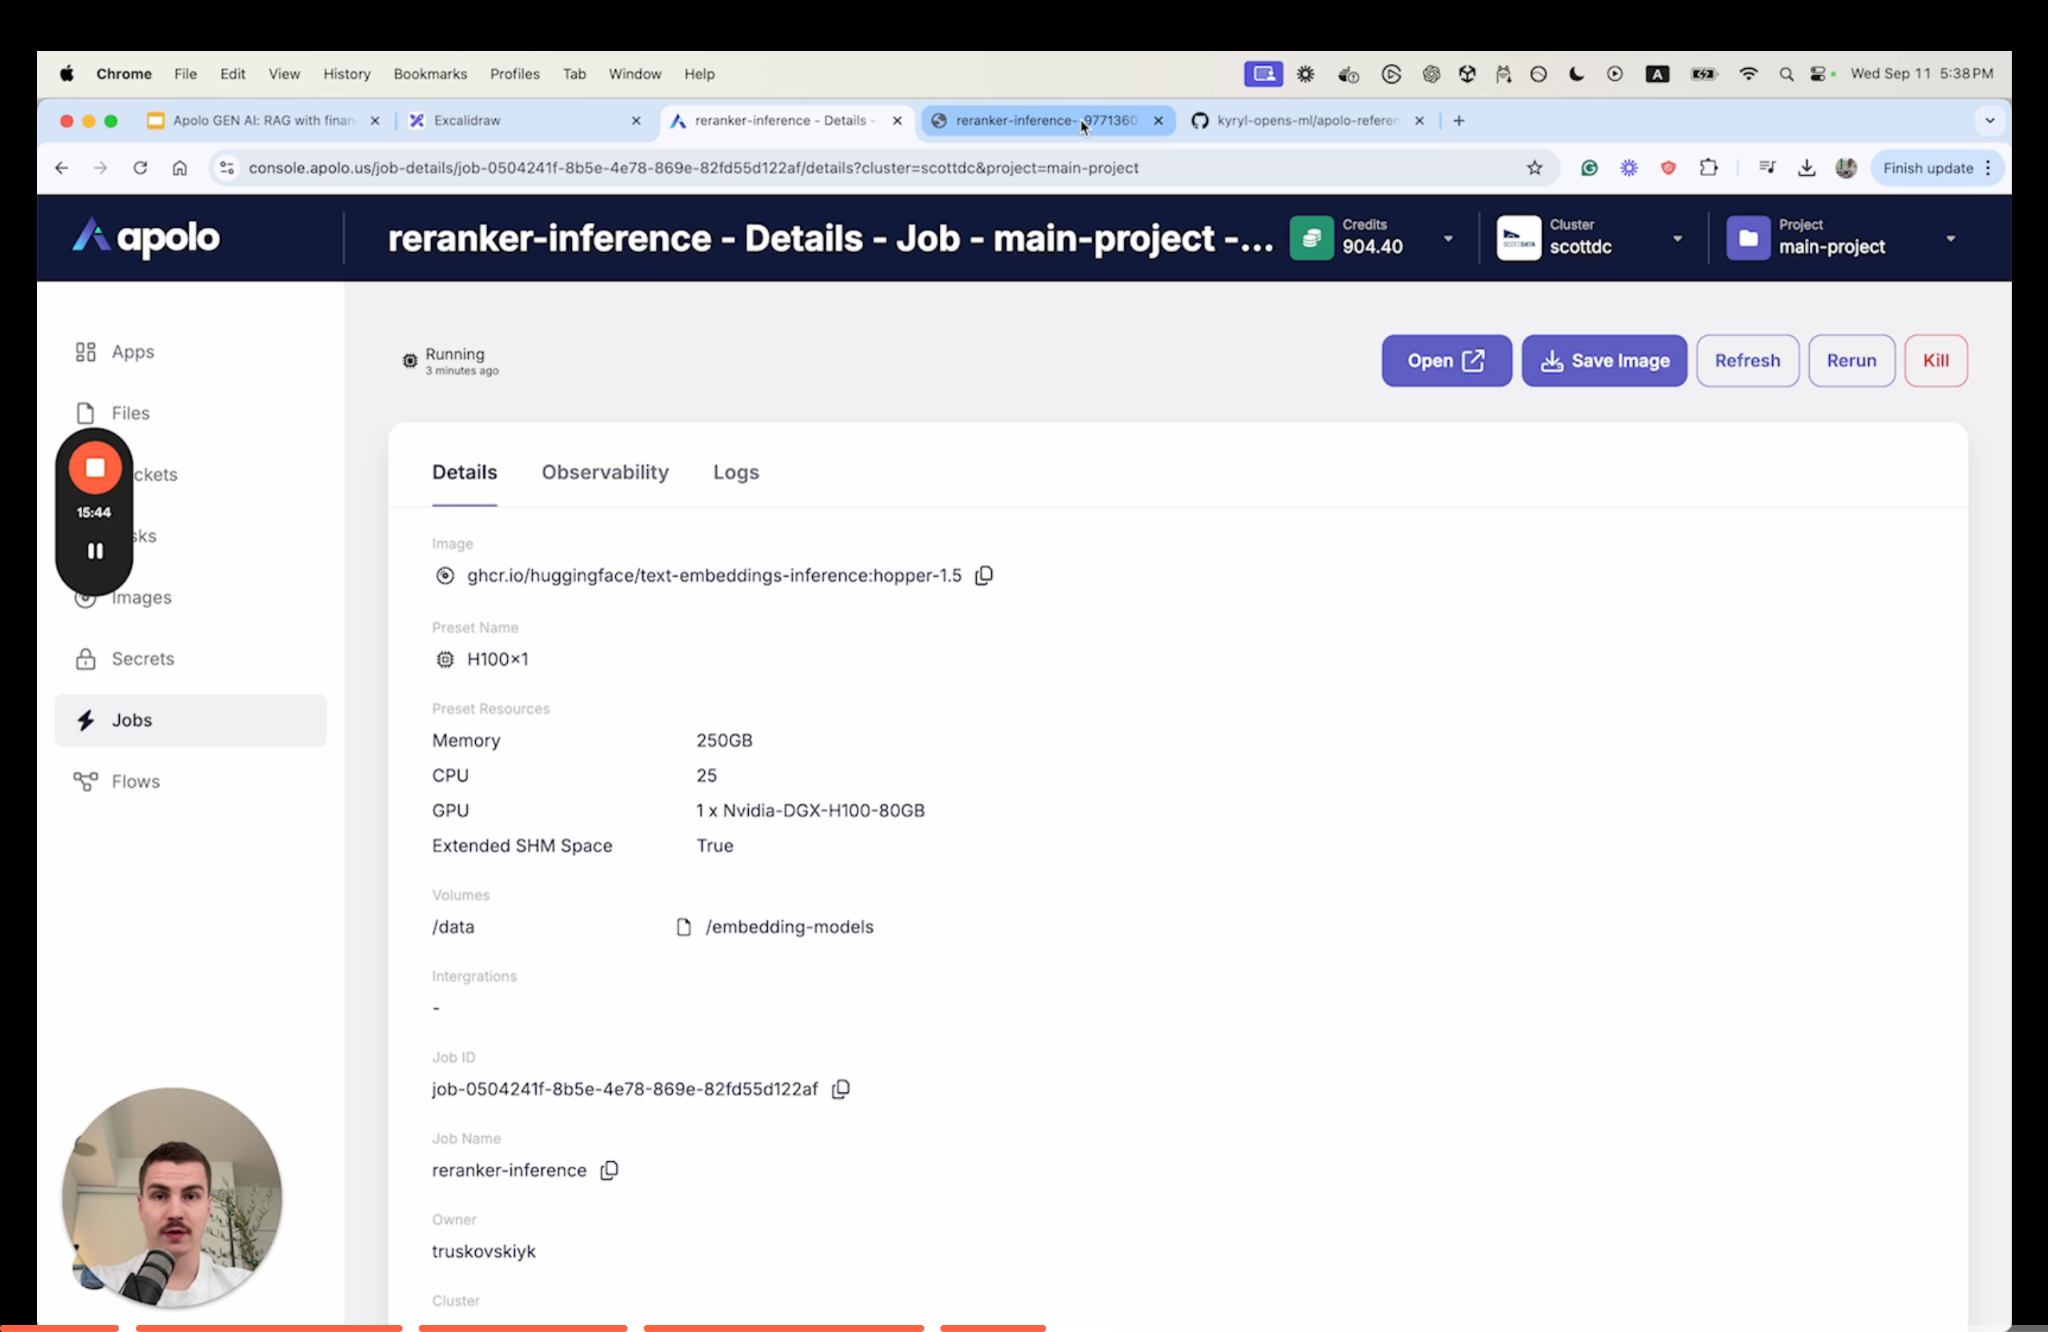 Chrome File Edit View History Bookmarks Profiles Tab Window Help
A
Wed Sep 11 5:38 PM
Apolo GEN AI: RAG with finan
Excalidraw
reranker-inference - Details -
reranker-inference-
9771360
kyryl-opens-ml/apolo-referen
console.apolo.us/job-details/job-0504241f-8b5e-4e78-869e-82fd55d122af/details?cluster=scottdc&project=main-project
Finish update
apolo
reranker-inference - Details - Job - main-project -...
Credits
904.40
Cluster
scottdc
Project
main-project
Apps
Files
ckets
sks
Images
Secrets
Jobs
Flows
15:44
Running
3 minutes ago
Open
Save Image
Refresh
Rerun
Kill
Details
Observability
Logs
Image
ghcr.io/huggingface/text-embeddings-inference:hopper-1.5
Preset Name
H100×1
Preset Resources
Memory 250GB
CPU 25
GPU 1 x Nvidia-DGX-H100-80GB
Extended SHM Space True
Volumes
/data /embedding-models
Intergrations
-
Job ID
job-0504241f-8b5e-4e78-869e-82fd55d122af
Job Name
reranker-inference
Owner
truskovskiyk
Cluster